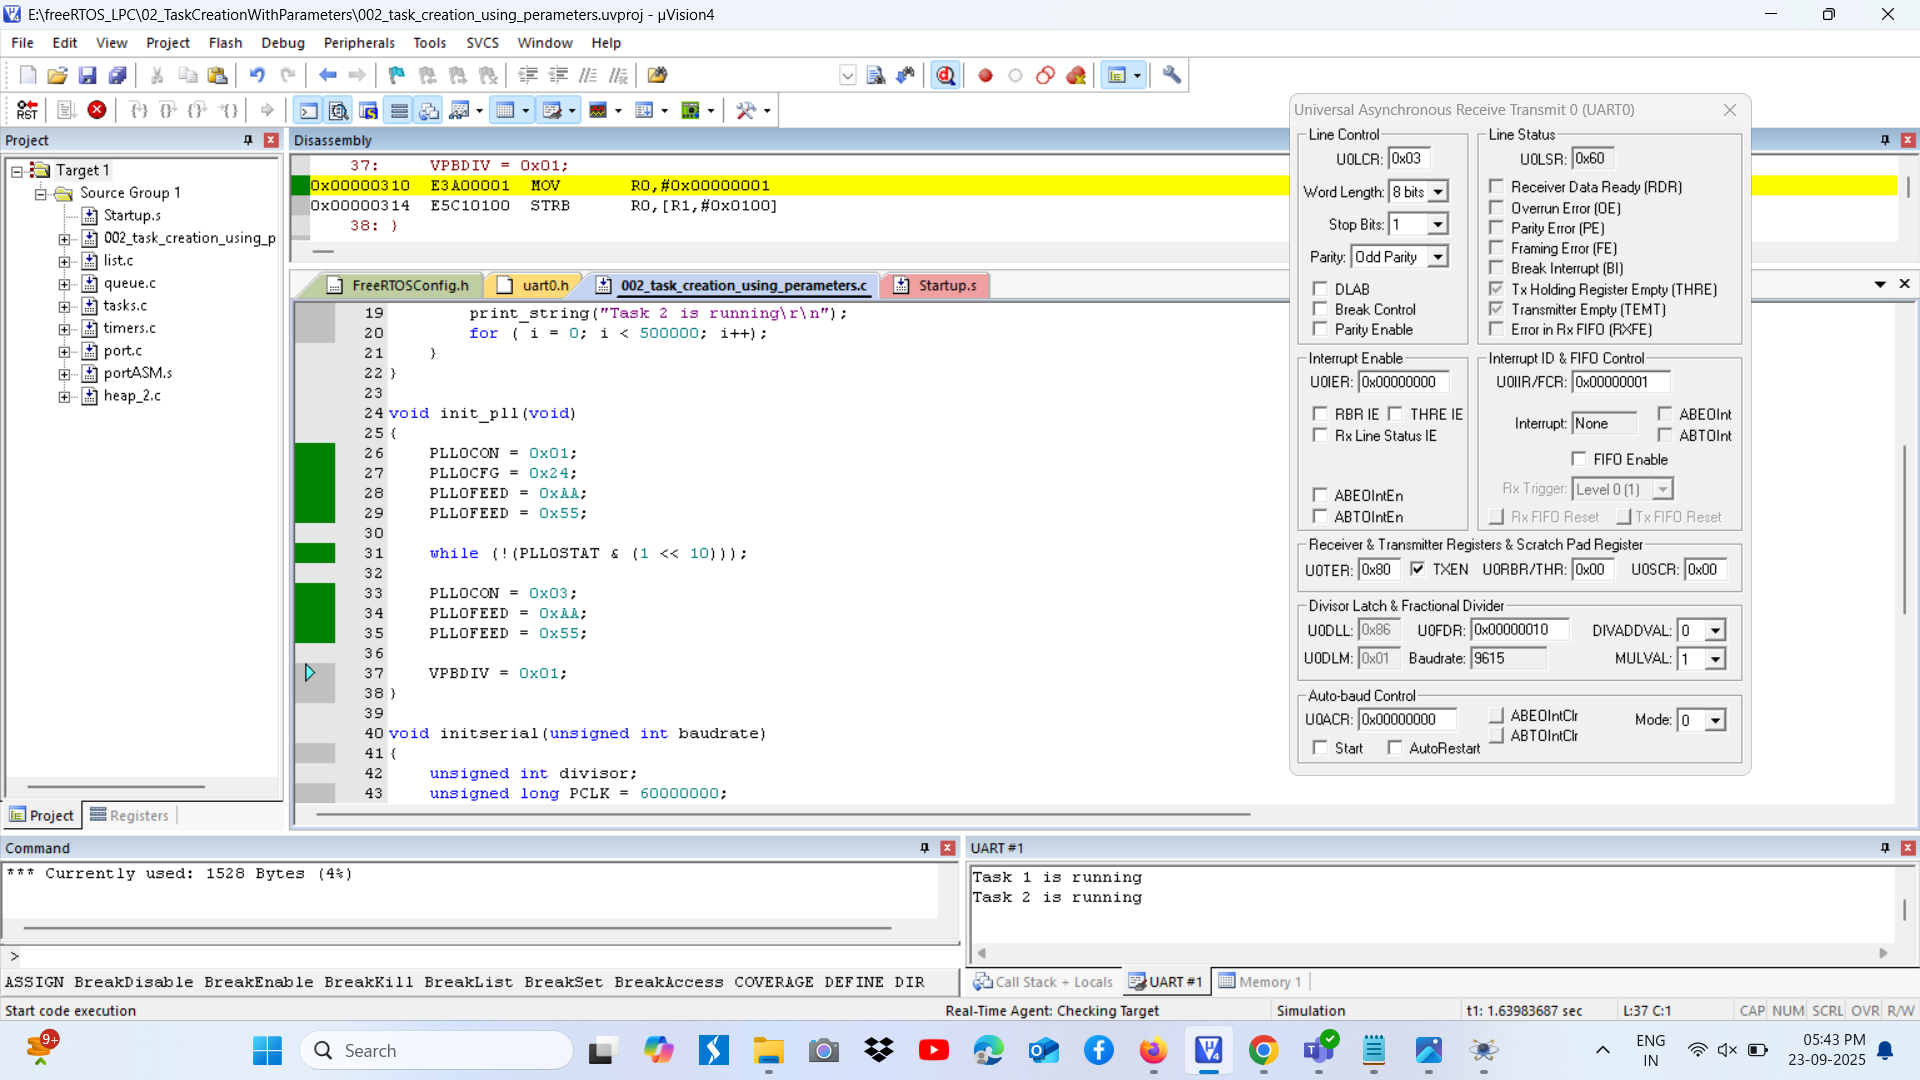 E:\freeRTOS_LPC\02_TaskCreationWithParameters\002_task_creation_using_perameters.uvproj - µVision4
File Edit View Project Flash Debug Peripherals Tools SVCS Window Help
RST
Project
Target 1
Source Group 1
Startup.s
002_task_creation_using_p
list.c
queue.c
tasks.c
timers.c
port.c
portASM.s
heap_2.c
Project Registers
Disassembly
37: VPBDIV = 0x01;
0x00000310 E3A00001 MOV R0,#0x00000001
0x00000314 E5C10100 STRB R0,[R1,#0x0100]
38: }
FreeRTOSConfig.h uart0.h 002_task_creation_using_perameters.c Startup.s
19 print_string("Task 2 is running\r\n");
20 for ( i = 0; i < 500000; i++);
21 }
22 }
23
24 void init_pll(void)
25 {
26 PLL0CON = 0x01;
27 PLL0CFG = 0x24;
28 PLL0FEED = 0xAA;
29 PLL0FEED = 0x55;
30
31 while (!(PLL0STAT & (1 << 10)));
32
33 PLL0CON = 0x03;
34 PLL0FEED = 0xAA;
35 PLL0FEED = 0x55;
36
37 VPBDIV = 0x01;
38 }
39
40 void initserial(unsigned int baudrate)
41 {
42 unsigned int divisor;
43 unsigned long PCLK = 60000000;
Universal Asynchronous Receive Transmit 0 (UART0)
Line Control
U0LCR: 0x03
Word Length: 8 bits
Stop Bits: 1
Parity: Odd Parity
DLAB
Break Control
Parity Enable
Line Status
U0LSR: 0x60
Receiver Data Ready (RDR)
Overrun Error (OE)
Parity Error (PE)
Framing Error (FE)
Break Interrupt (BI)
Tx Holding Register Empty (THRE)
Transmitter Empty (TEMT)
Error in Rx FIFO (RXFE)
Interrupt Enable
U0IER: 0x00000000
RBR IE THRE IE
Rx Line Status IE
ABEOIntEn
ABTOIntEn
Interrupt ID & FIFO Control
U0IIR/FCR: 0x00000001
Interrupt: None ABEOInt
ABTOInt
FIFO Enable
Rx Trigger: Level 0 (1)
Rx FIFO Reset Tx FIFO Reset
Receiver & Transmitter Registers & Scratch Pad Register
U0TER: 0x80 TXEN U0RBR/THR: 0x00 U0SCR: 0x00
Divisor Latch & Fractional Divider
U0DLL: 0x86 U0FDR: 0x00000010 DIVADDVAL: 0
U0DLM: 0x01 Baudrate: 9615 MULVAL: 1
Auto-baud Control
U0ACR: 0x00000000 ABEOIntClr Mode: 0
ABTOIntClr
Start AutoRestart
Command
*** Currently used: 1528 Bytes (4%)
>
ASSIGN BreakDisable BreakEnable BreakKill BreakList BreakSet BreakAccess COVERAGE DEFINE DIR
UART #1
Task 1 is running
Task 2 is running
Call Stack + Locals UART #1 Memory 1
Start code execution Real-Time Agent: Checking Target Simulation t1: 1.63983687 sec L:37 C:1 CAP NUM SCRL OVR R/W
9+
Search
ENG
IN
05:43 PM
23-09-2025